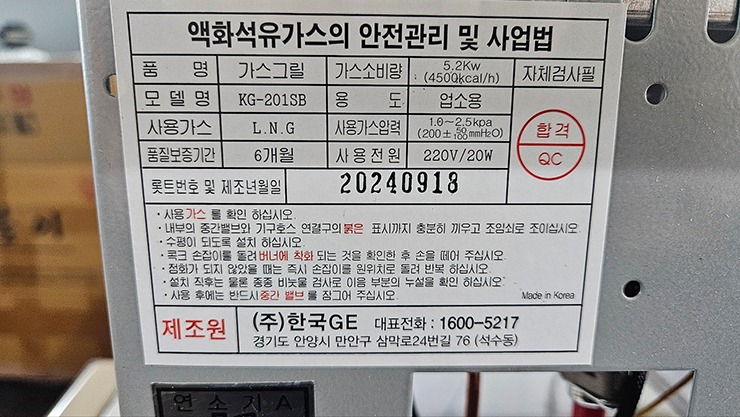 액화석유가스의 안전관리 및 사업법
품 명 가스그릴 가스소비량 5.2Kw (4500kcal/h) 자체검사필
모 델 명 KG-201SB 용 도 업소용
사용가스 L.N.G 사용가스압력 1.0~2.5kpa (200±50/100mmH2O) 합격 QC
품질보증기간 6개월 사용전원 220V/20W
롯트번호 및 제조년월일 20240918
·사용가스 를 확인 하십시오.
·내부의 중간밸브와 기구호스 연결구의 붉은 표시까지 충분히 끼우고 조임쇠로 조이십시오.
·수평이 되도록 설치 하십시오.
·콕크 손잡이를 돌려 버너에 착화 되는 것을 확인한 후 손을 떼어 주십시오.
·점화가 되지 않았을 때는 즉시 손잡이를 원위치로 돌려 반복 하십시오.
·설치 직후는 물론 종종 비눗물 검사로 이음 부분의 누설을 확인 하십시오.
·사용 후에는 반드시 중간 밸브 를 잠그어 주십시오.
Made in Korea
제조원 (주)한국GE 대표전화 : 1600-5217
경기도 안양시 만안구 삼막로24번길 76 (석수동)
연 소 지 A